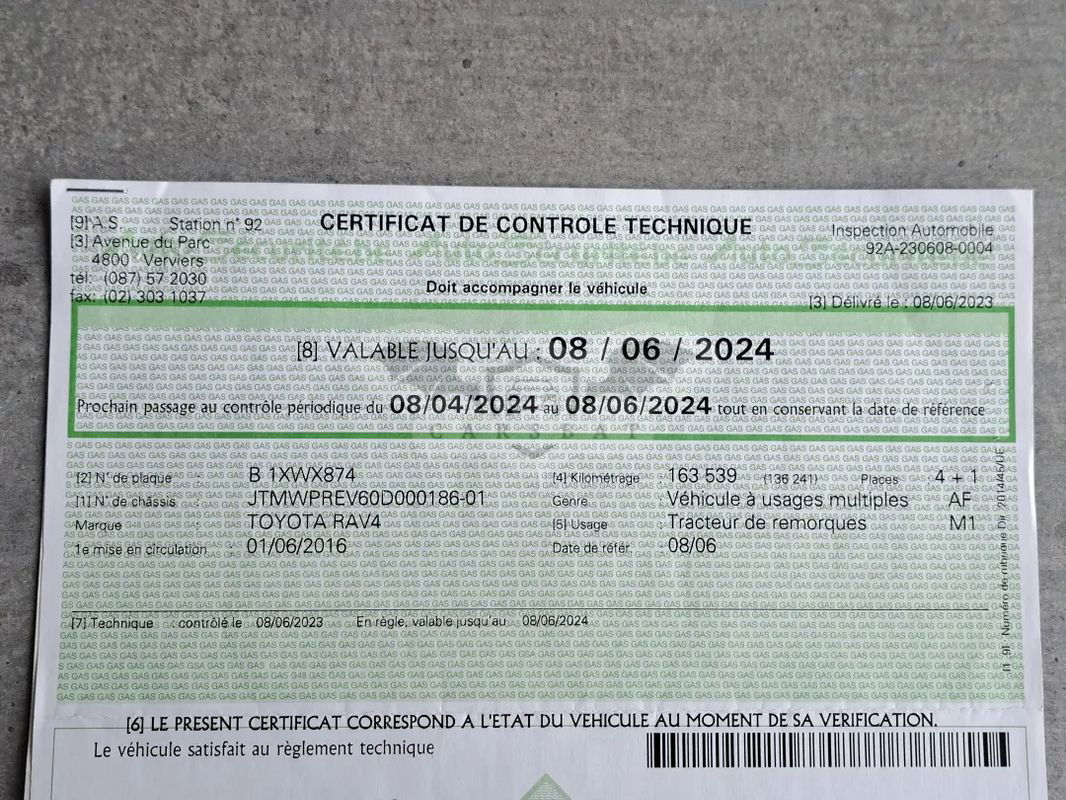 [9] A.S Station n° 92
CERTIFICAT DE CONTROLE TECHNIQUE
Inspection Automobile
[3] Avenue du Parc
92A-230608-0004
4800 Verviers
tél: (087) 57 2030
Doit accompagner le véhicule
fax: (02) 303 1037
[3] Délivré le : 08/06/2023
[8] VALABLE JUSQU'AU : 08 / 06 / 2024
Prochain passage au contrôle périodique du 08/04/2024 au 08/06/2024 tout en conservant la date de référence
CARSBAT
[2] N° de plaque : B 1XWX874
[4] Kilométrage : 163 539 (136 241) Places 4 + 1
[1] N° de châssis : JTMWPREV60D000186-01
Genre : Véhicule à usages multiples AF
Marque : TOYOTA RAV4
[5] Usage : Tracteur de remorques M1
1e mise en circulation : 01/06/2016
Date de référ : 08/06
[7] Technique : contrôlé le 08/06/2023 En règle, valable jusqu'au 08/06/2024
[6] LE PRESENT CERTIFICAT CORRESPOND A L'ETAT DU VEHICULE AU MOMENT DE SA VERIFICATION.
Le véhicule satisfait au règlement technique